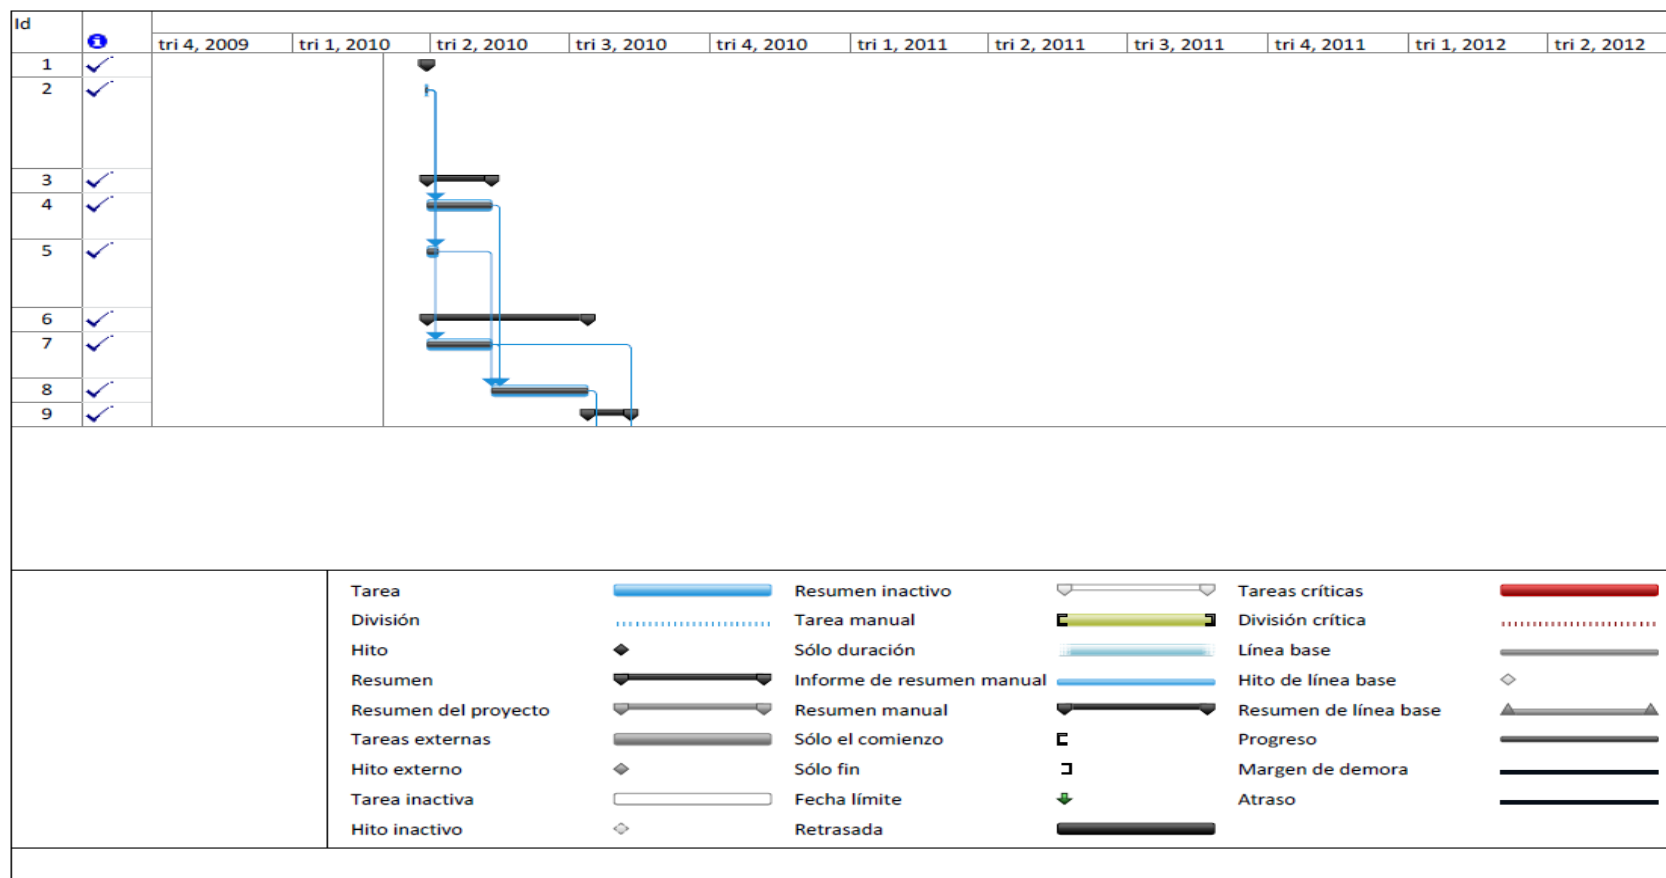 Id
tri 4, 2009 tri 1, 2010 tri 2, 2010 tri 3, 2010 tri 4, 2010 tri 1, 2011 tri 2, 2011 tri 3, 2011 tri 4, 2011 tri 1, 2012 tri 2, 2012
1
2
3
4
5
6
7
8
9
Tarea Resumen inactivo Tareas críticas
División Tarea manual División crítica
Hito Sólo duración Línea base
Resumen Informe de resumen manual Hito de línea base
Resumen del proyecto Resumen manual Resumen de línea base
Tareas externas Sólo el comienzo Progreso
Hito externo Sólo fin Margen de demora
Tarea inactiva Fecha límite Atraso
Hito inactivo Retrasada